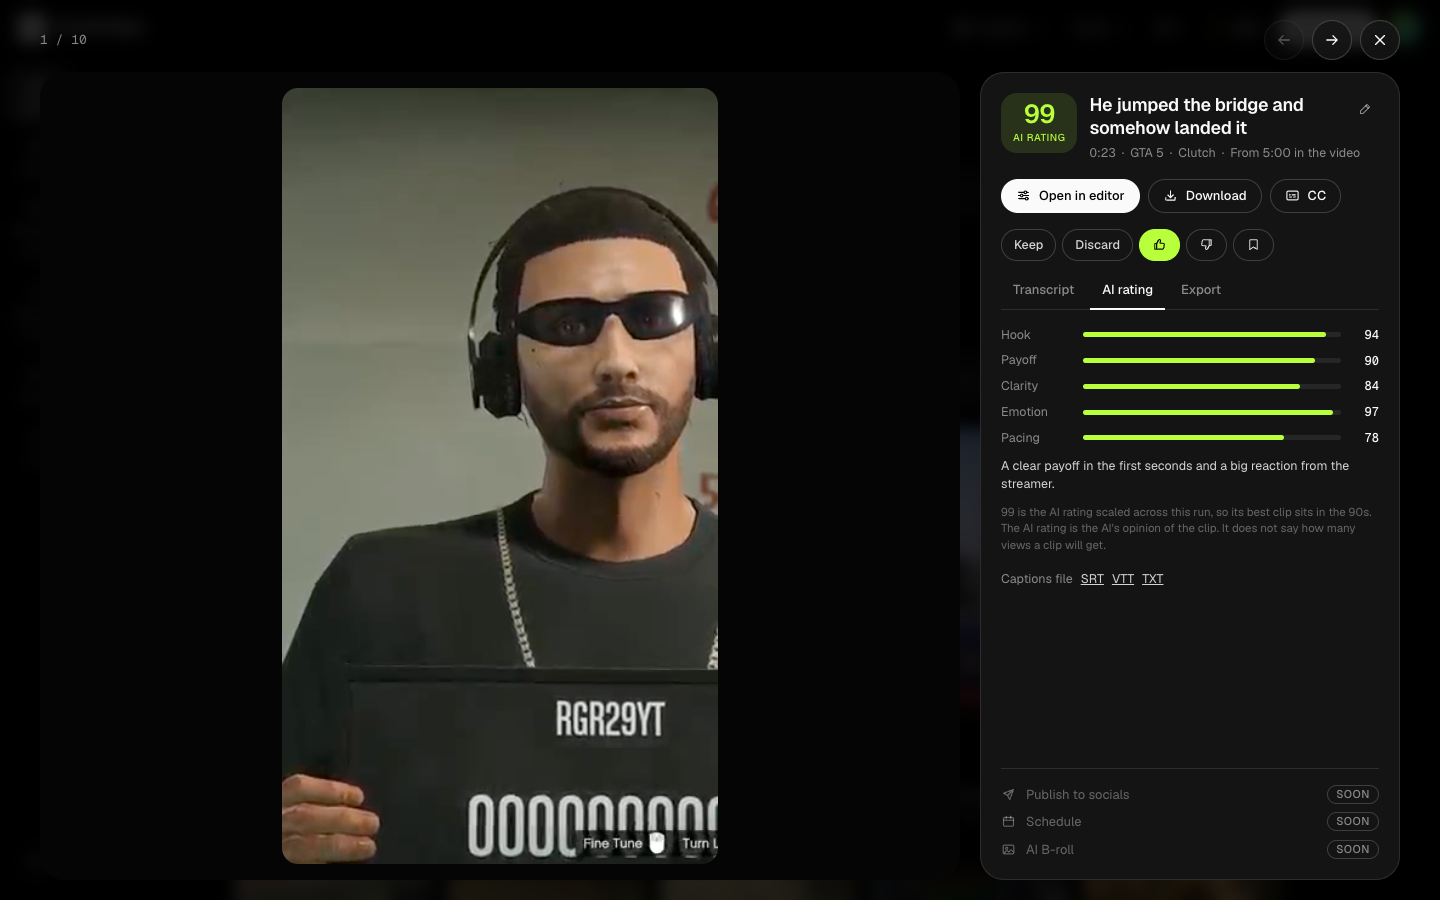 1 / 10
99
AI RATING
He jumped the bridge and
somehow landed it
0:23 · GTA 5 · Clutch · From 5:00 in the video
Open in editor
Download
CC
Keep
Discard
Transcript
AI rating
Export
Hook 94
Payoff 90
Clarity 84
Emotion 97
Pacing 78
A clear payoff in the first seconds and a big reaction from the
streamer.
99 is the AI rating scaled across this run, so its best clip sits in the 90s.
The AI rating is the AI's opinion of the clip. It does not say how many
views a clip will get.
Captions file SRT VTT TXT
Publish to socials SOON
Schedule SOON
AI B-roll SOON
RGR29YT
Fine Tune
Turn